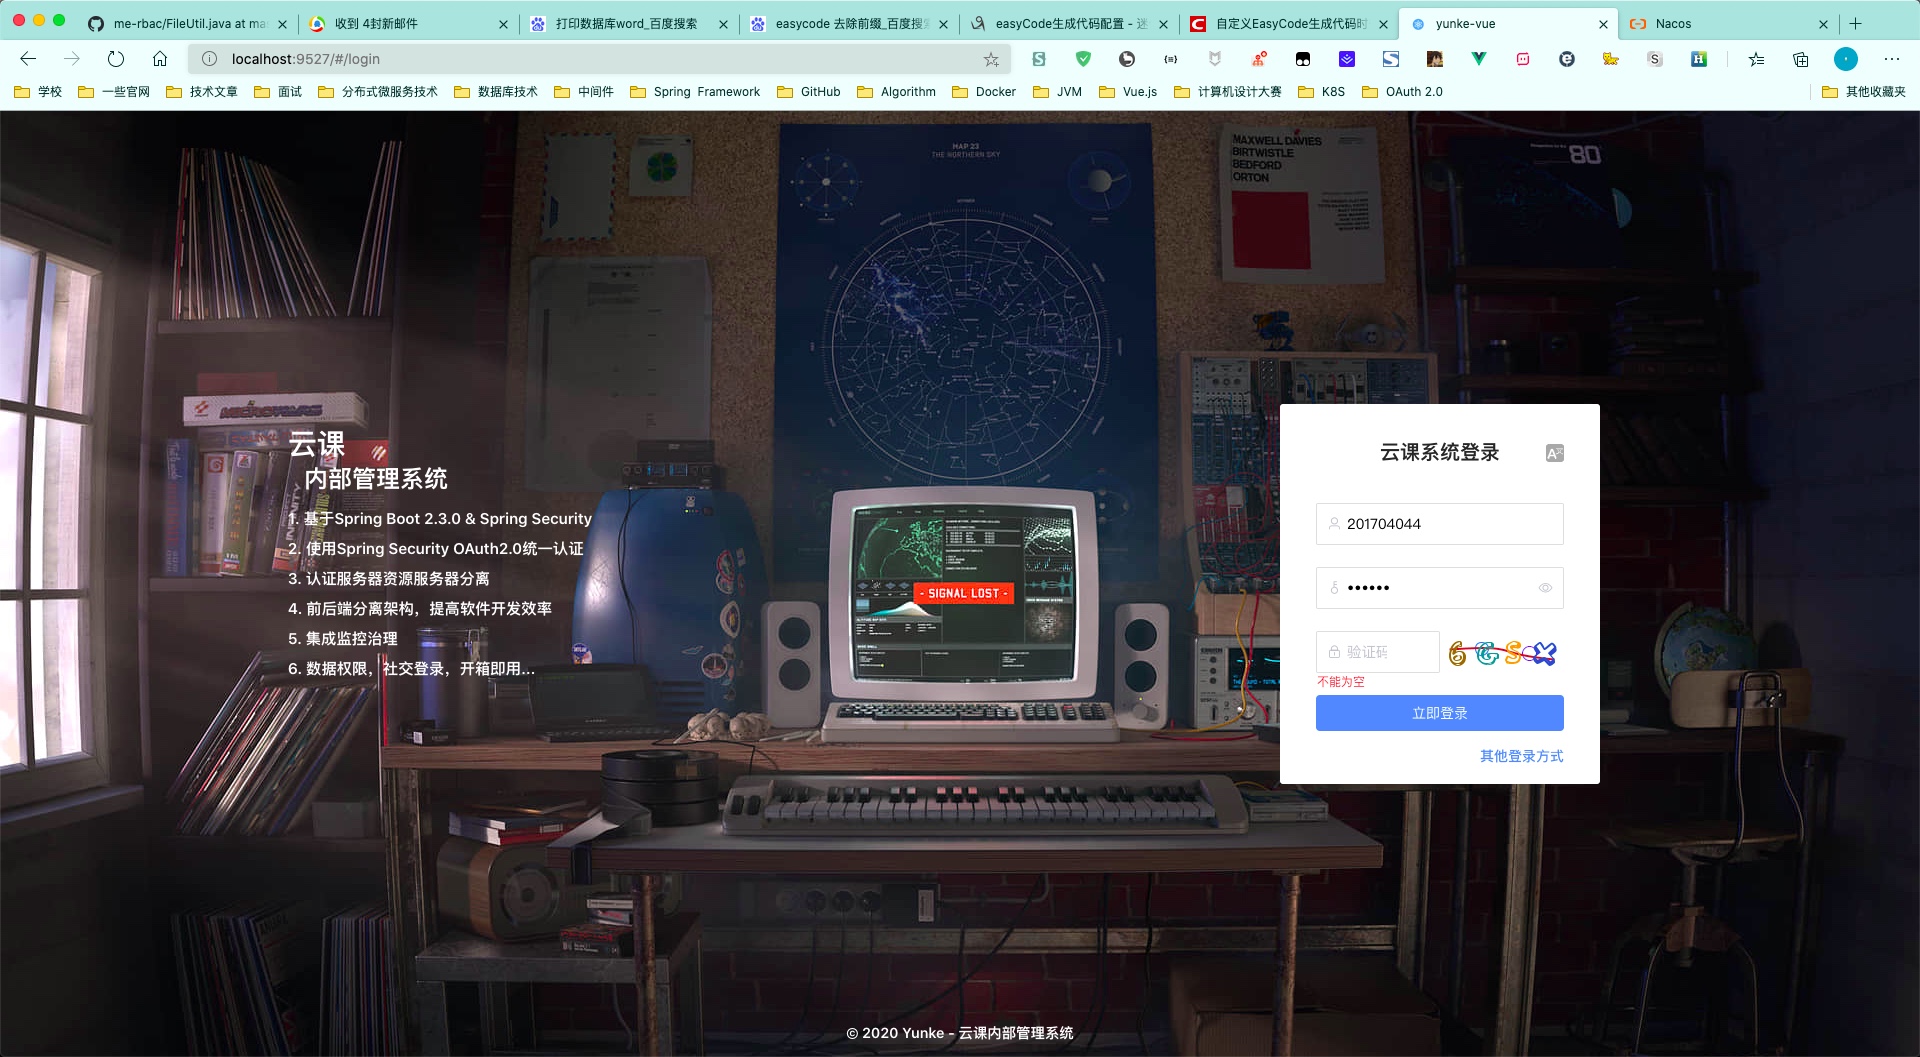 me-rbac/FileUtil.java at ma
收到 4封新邮件
打印数据库word_百度搜索
easycode 去除前缀_百度搜
easyCode生成代码配置 - 迷
自定义EasyCode生成代码时
yunke-vue
Nacos
localhost:9527/#/login
学校
一些官网
技术文章
面试
分布式微服务技术
数据库技术
中间件
Spring Framework
GitHub
Algorithm
Docker
JVM
Vue.js
计算机设计大赛
K8S
OAuth 2.0
其他收藏夹
MAP 23
THE NORTHERN SKY
MAXWELL DAVIES
BIRTWISTLE
BEDFORD
ORTON
80
云课
内部管理系统
1. 基于Spring Boot 2.3.0 & Spring Security
2. 使用Spring Security OAuth2.0统一认证
3. 认证服务器资源服务器分离
4. 前后端分离架构，提高软件开发效率
5. 集成监控治理
6. 数据权限，社交登录，开箱即用...
- SIGNAL LOST -
云课系统登录
201704044
验证码
不能为空
立即登录
其他登录方式
© 2020 Yunke - 云课内部管理系统